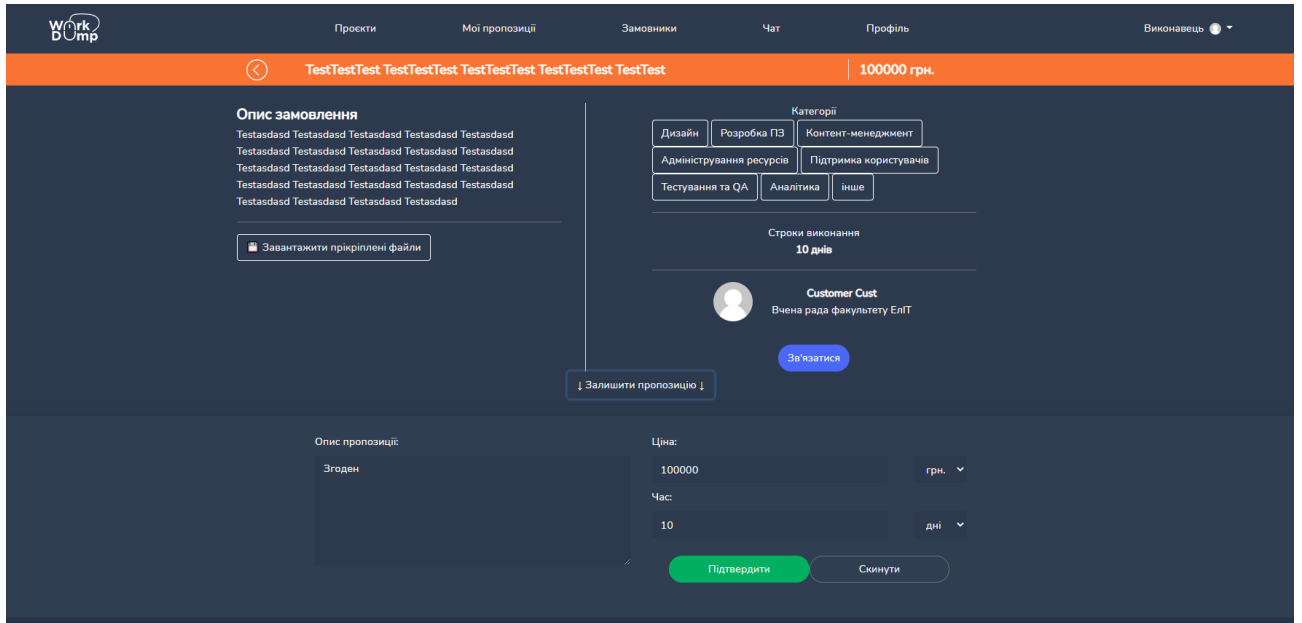 Work
Dump
Проєкти
Мої пропозиції
Замовники
Чат
Профіль
Виконавець
TestTestTest TestTestTest TestTestTest TestTestTest TestTest
100000 грн.
Опис замовлення
Testasdasd Testasdasd Testasdasd Testasdasd Testasdasd
Testasdasd Testasdasd Testasdasd Testasdasd Testasdasd
Testasdasd Testasdasd Testasdasd Testasdasd Testasdasd
Testasdasd Testasdasd Testasdasd Testasdasd Testasdasd
Testasdasd Testasdasd Testasdasd Testasdasd
Завантажити прікріплені файли
Категорії
Дизайн
Розробка ПЗ
Контент-менеджмент
Адміністрування ресурсів
Підтримка користувачів
Тестування та QA
Аналітика
інше
Строки виконання
10 днів
Customer Cust
Вчена рада факультету ЕлІТ
Зв'язатися
↓ Залишити пропозицію ↓
Опис пропозиції:
Згоден
Ціна:
100000
грн.
Час:
10
дні
Підтвердити
Скинути